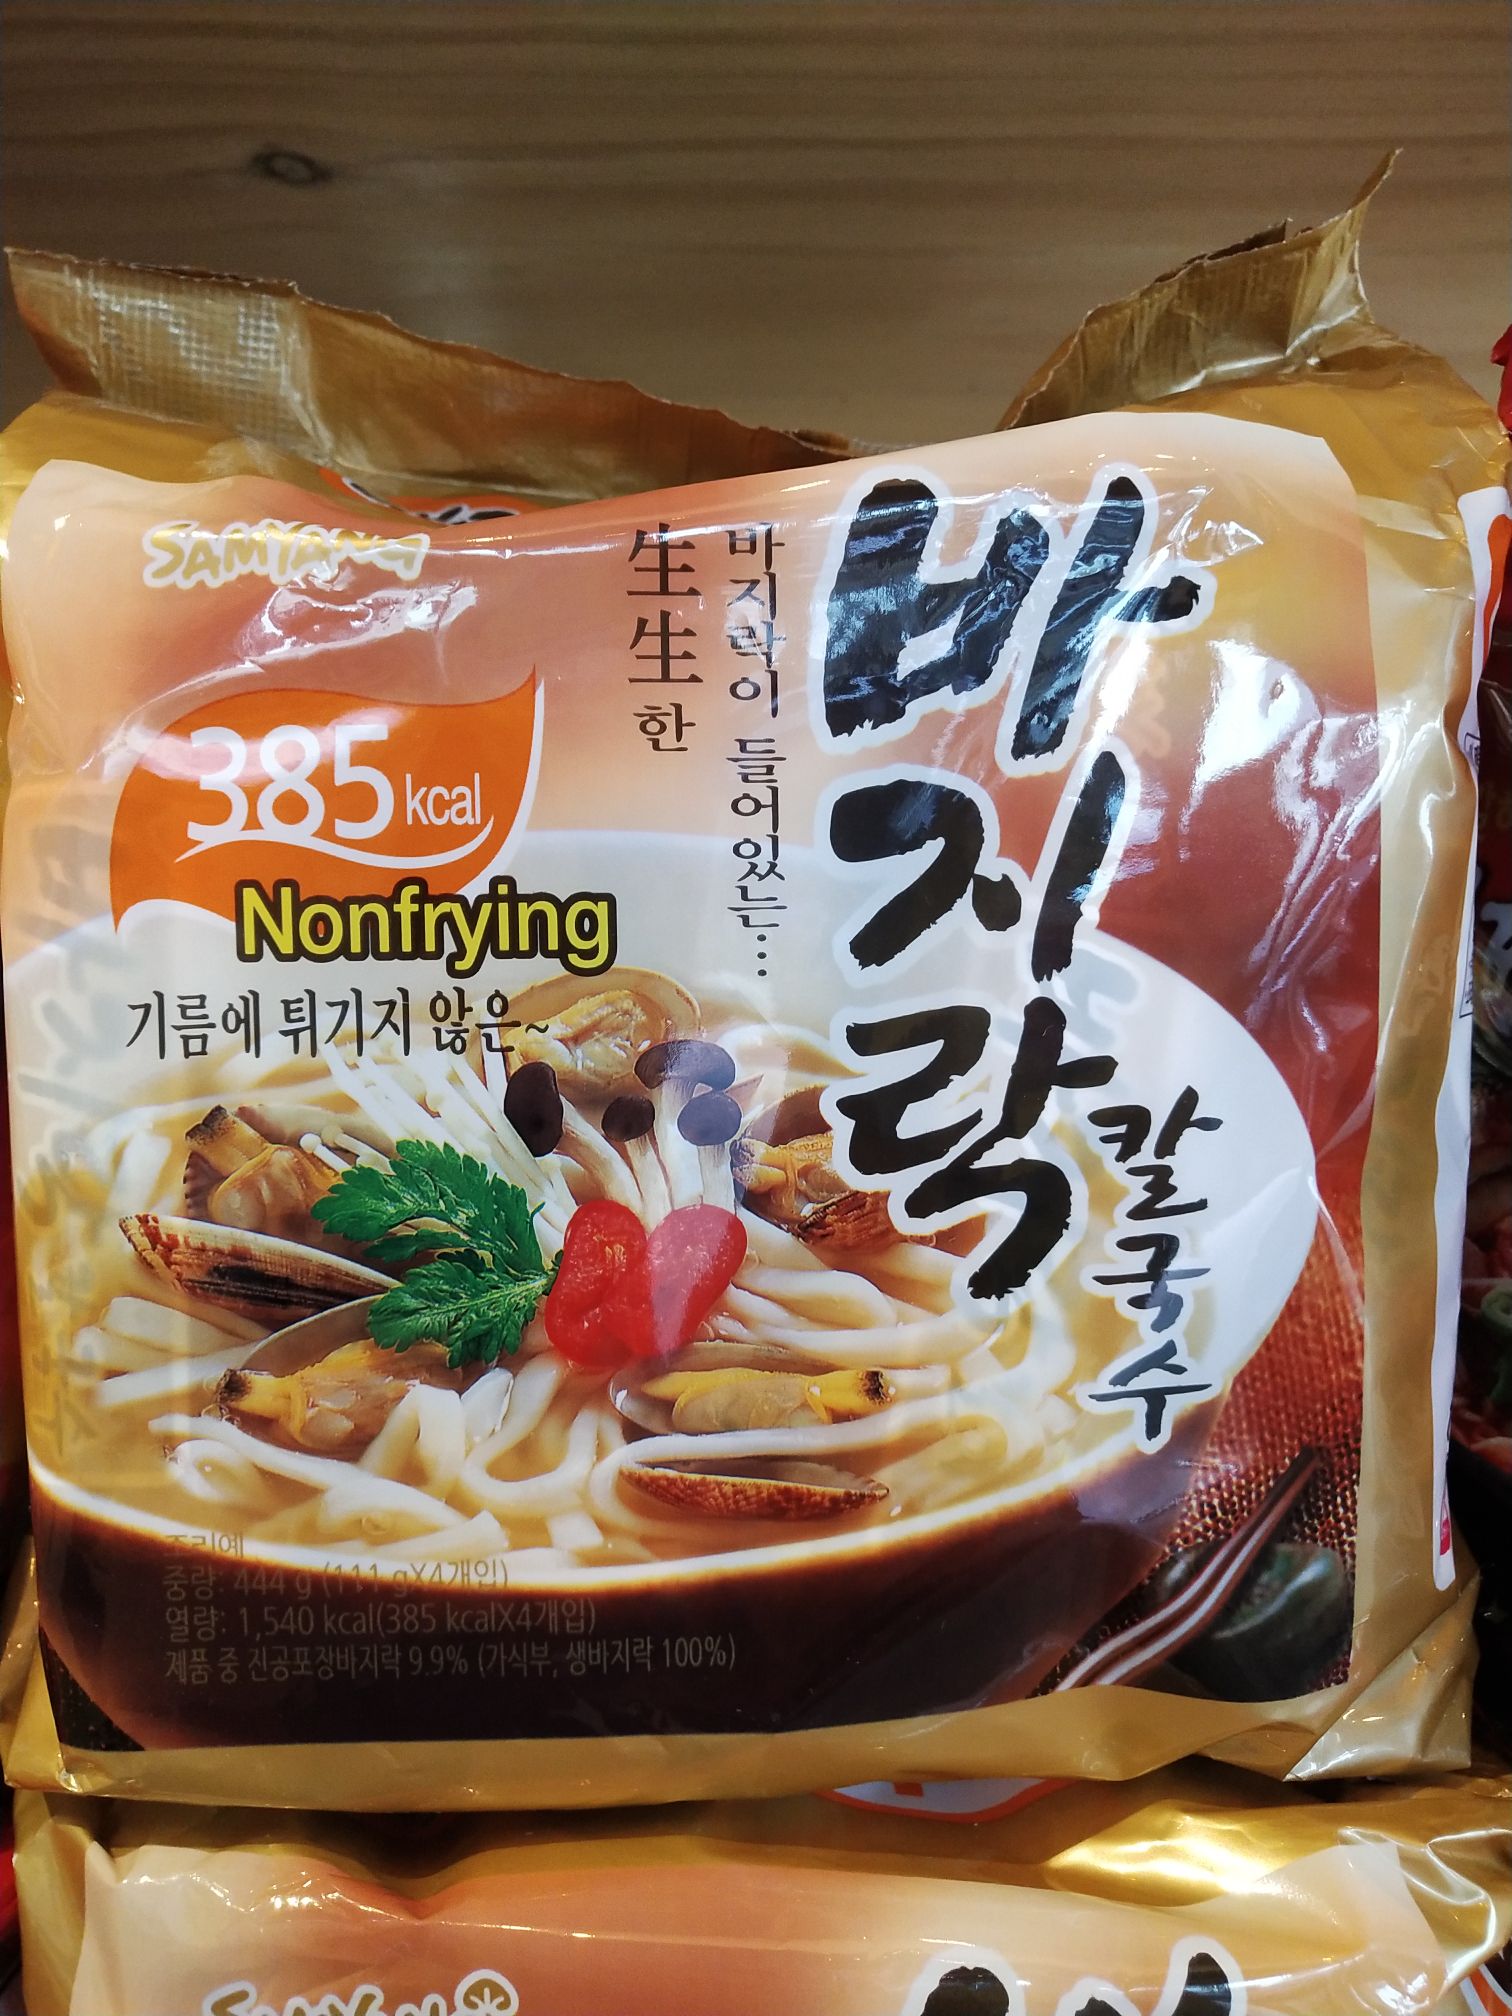 SAMYANG
385 kcal
Nonfrying
기름에 튀기지 않은~
生生한
바지락이 들어있는...
바지락
칼국수
조리예
중량: 444 g (111 gX4개입)
열량: 1,540 kcal(385 kcalX4개입)
제품 중 진공포장바지락 9.9% (가식부, 생바지락 100%)
SAMYANG